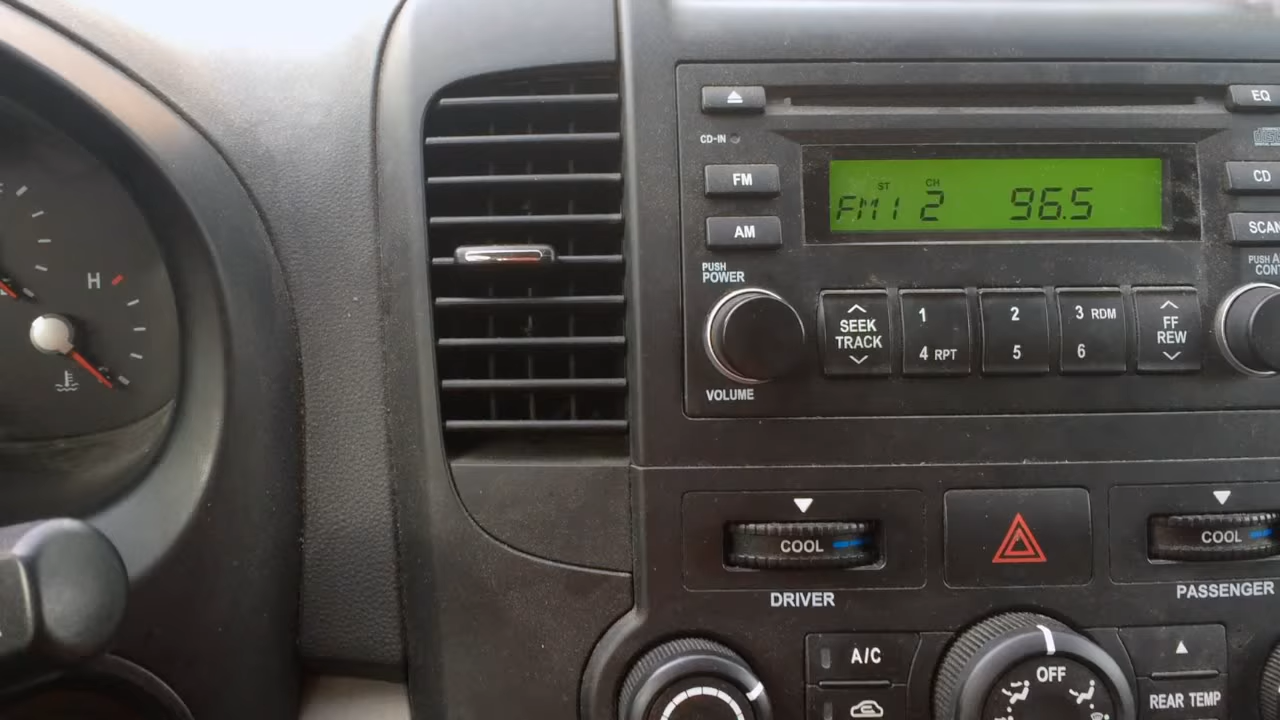 H
EQ
CD-IN
FM
CD
ST CH
FM1 2 96.5
AM
SCAN
PUSH
POWER
VOLUME
SEEK
TRACK
1
4 RPT
2
5
3 RDM
6
FF
REW
COOL
DRIVER
COOL
PASSENGER
A/C
OFF
REAR TEMP